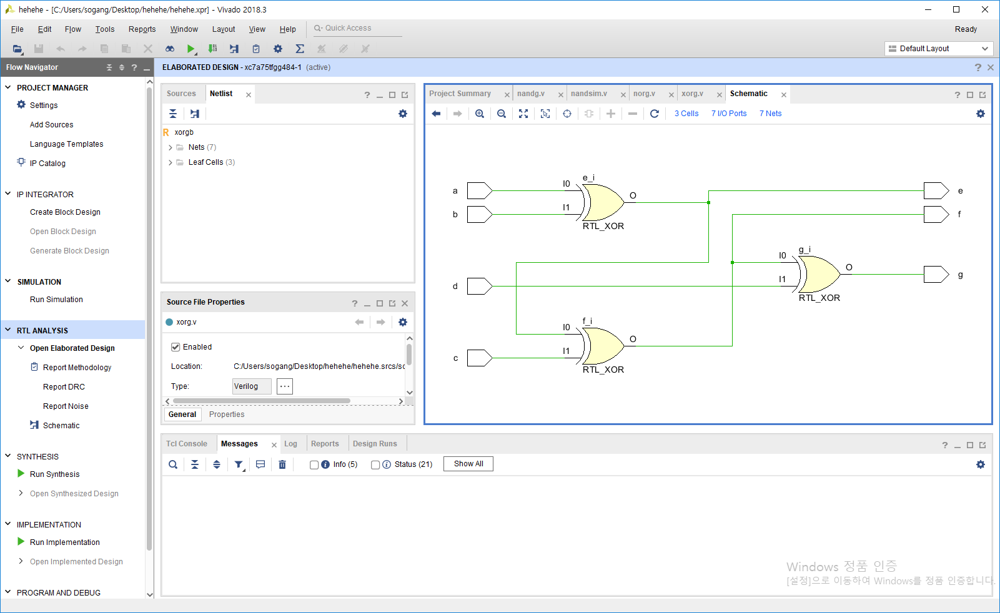 hehehe - [C:/Users/sogang/Desktop/hehehe/hehehe.xpr] - Vivado 2018.3
File Edit Flow Tools Reports Window Layout View Help Quick Access Ready
Default Layout
Flow Navigator
ELABORATED DESIGN - xc7a75tfgg484-1 (active)
PROJECT MANAGER
Settings
Add Sources
Language Templates
IP Catalog
IP INTEGRATOR
Create Block Design
Open Block Design
Generate Block Design
SIMULATION
Run Simulation
RTL ANALYSIS
Open Elaborated Design
Report Methodology
Report DRC
Report Noise
Schematic
SYNTHESIS
Run Synthesis
Open Synthesized Design
IMPLEMENTATION
Run Implementation
Open Implemented Design
PROGRAM AND DEBUG
Sources Netlist
R xorgb
Nets (7)
Leaf Cells (3)
Source File Properties
xorg.v
Enabled
Location: C:/Users/sogang/Desktop/hehehe/hehehe.srcs/sc
Type: Verilog ...
General Properties
Project Summary nandg.v nandsim.v norg.v xorg.v Schematic
3 Cells 7 I/O Ports 7 Nets
e_i
a I0 O e
b I1 f
RTL_XOR
g_i
I0 O
d I1 g
RTL_XOR
f_i
I0 O
c I1
RTL_XOR
Tcl Console Messages Log Reports Design Runs
Info (5) Status (21) Show All
Windows 정품 인증
[설정]으로 이동하여 Windows를 정품 인증합니다.